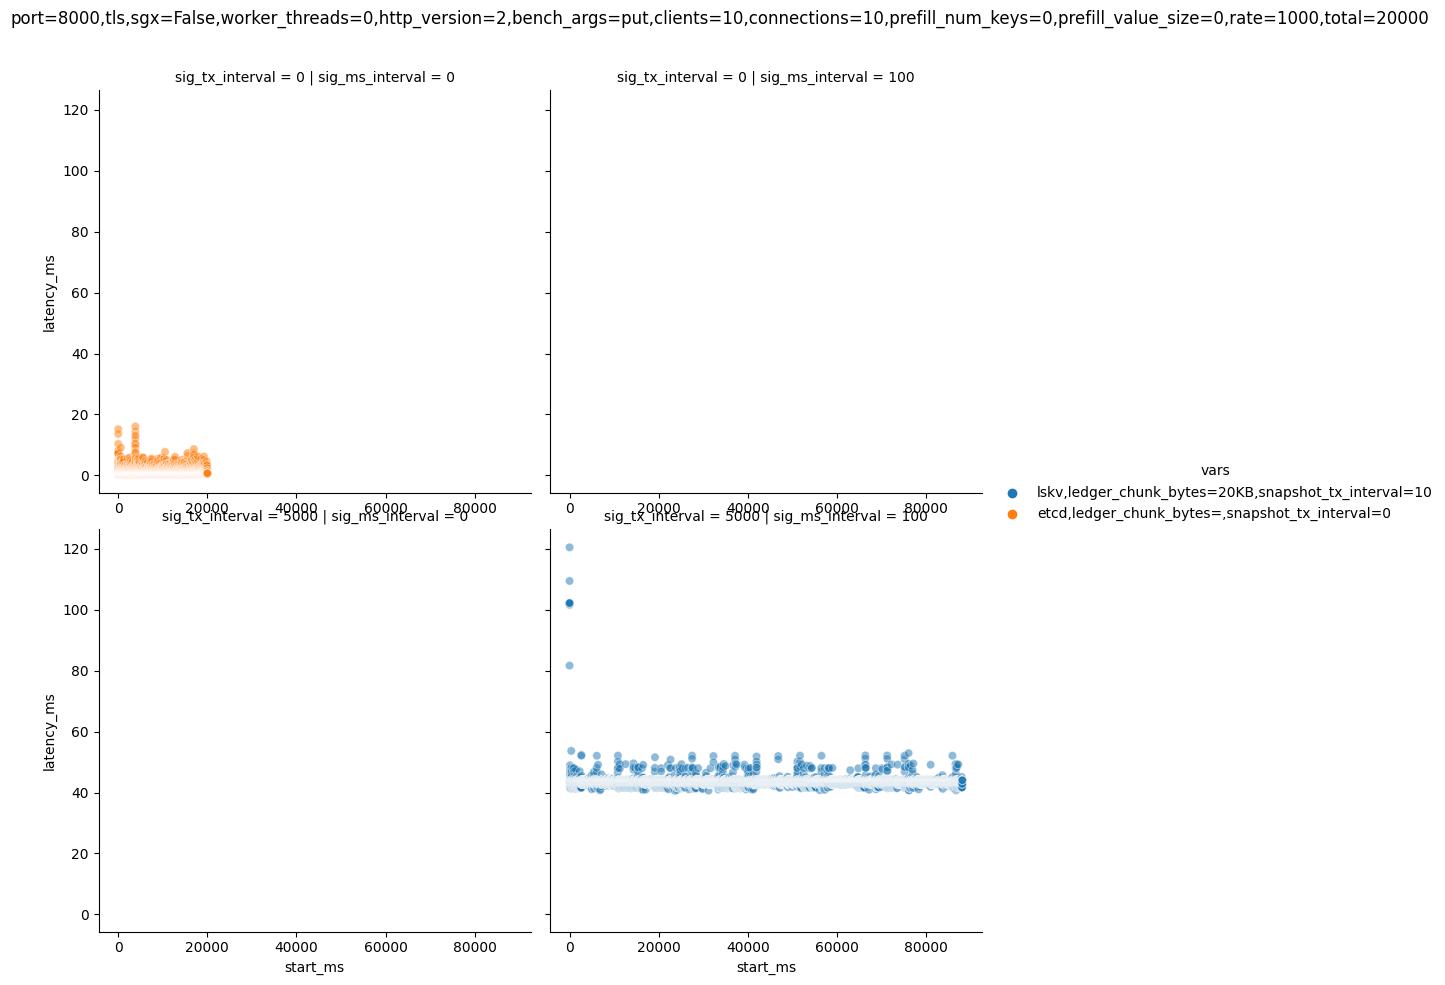 port=8000,tls,sgx=False,worker_threads=0,http_version=2,bench_args=put,clients=10,connections=10,prefill_num_keys=0,prefill_value_size=0,rate=1000,total=20000
sig_tx_interval = 0 | sig_ms_interval = 0
sig_tx_interval = 0 | sig_ms_interval = 100
120
100
80
60
40
20
0
latency_ms
0 20000 40000 60000 80000
0 20000 40000 60000 80000
vars
lskv,ledger_chunk_bytes=20KB,snapshot_tx_interval=10
etcd,ledger_chunk_bytes=,snapshot_tx_interval=0
sig_tx_interval = 5000 | sig_ms_interval = 0
sig_tx_interval = 5000 | sig_ms_interval = 100
120
100
80
60
40
20
0
latency_ms
0 20000 40000 60000 80000
0 20000 40000 60000 80000
start_ms
start_ms